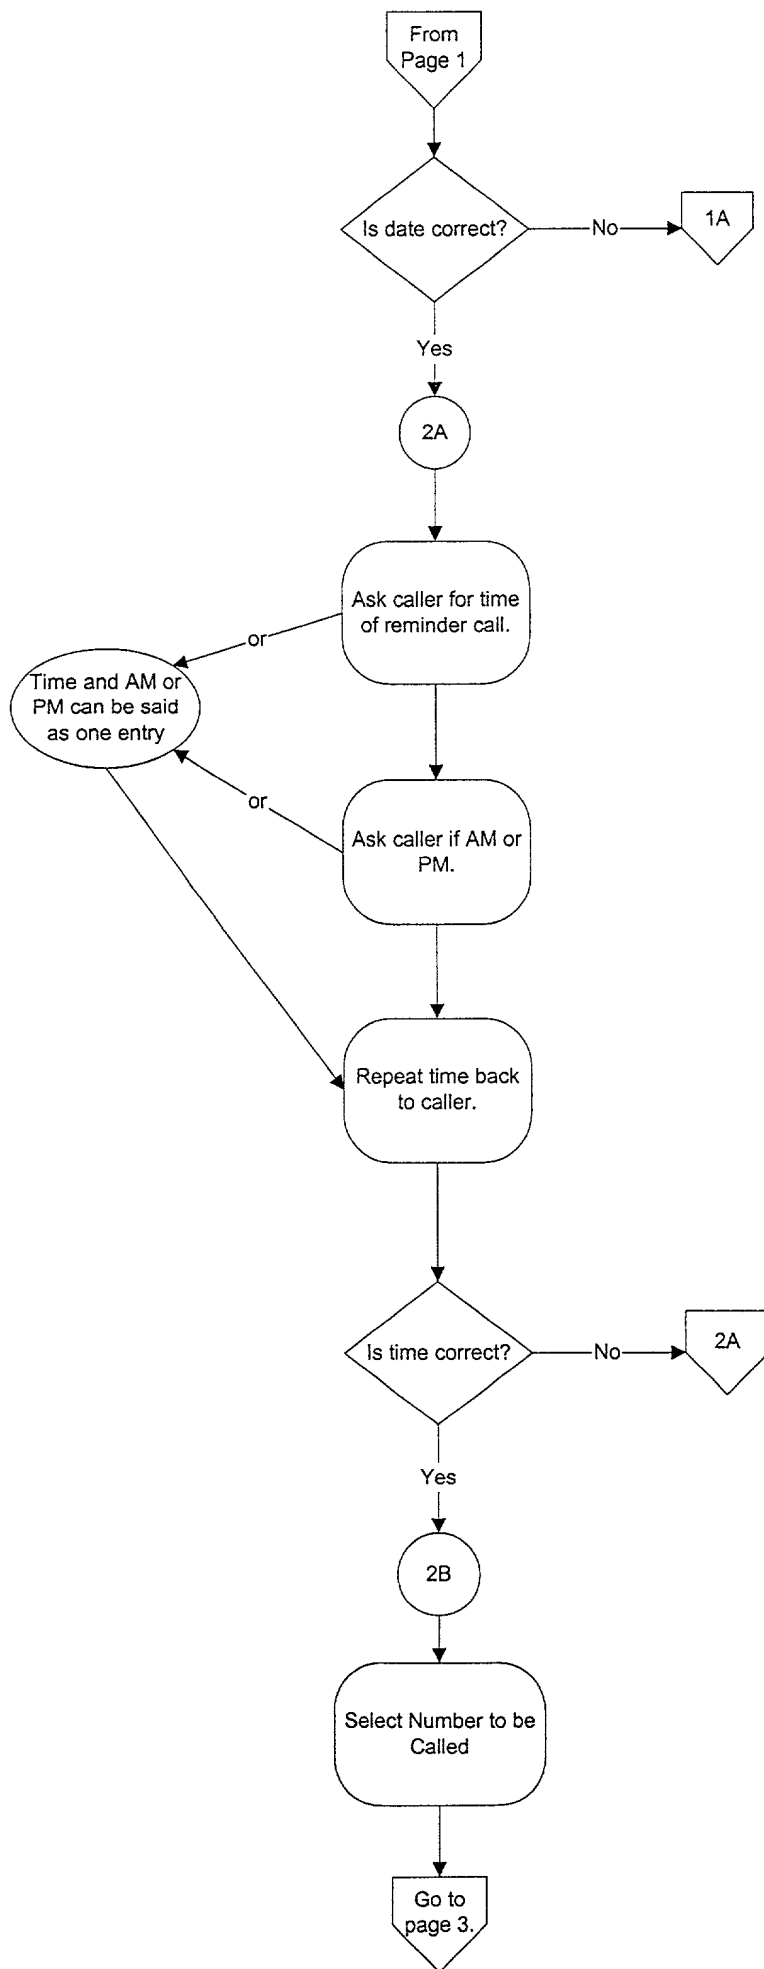 From
Page 1
Is date correct?
No
1A
Yes
2A
Ask caller for time
of reminder call.
or
Time and AM or
PM can be said
as one entry
or
Ask caller if AM or
PM.
Repeat time back
to caller.
Is time correct?
No
2A
Yes
2B
Select Number to be
Called
Go to
page 3.